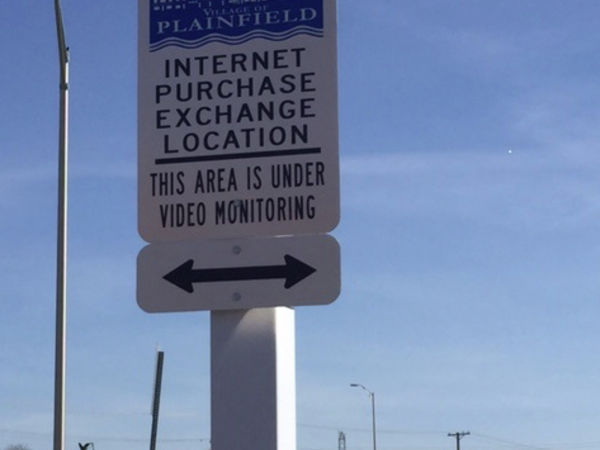 VILLAGE OF
PLAINFIELD
INTERNET
PURCHASE
EXCHANGE
LOCATION
THIS AREA IS UNDER
VIDEO MONITORING